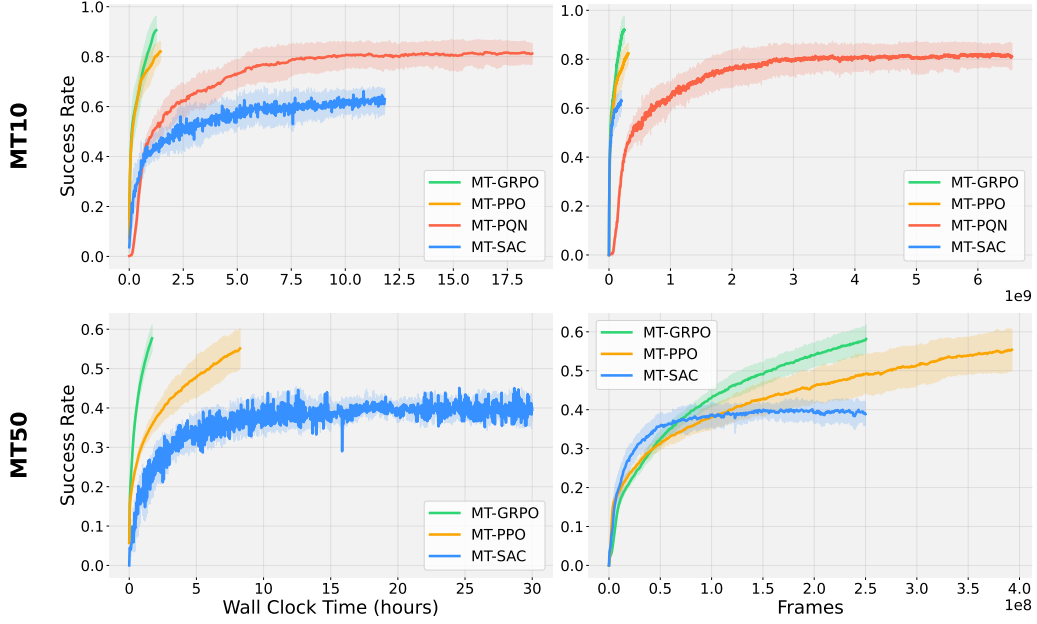 MT10
Success Rate
1.0
0.8
0.6
0.4
0.2
0.0
0.0 2.5 5.0 7.5 10.0 12.5 15.0 17.5
MT-GRPO
MT-PPO
MT-PQN
MT-SAC
1.0
0.8
0.6
0.4
0.2
0.0
0 1 2 3 4 5 6
1e9
MT-GRPO
MT-PPO
MT-PQN
MT-SAC
MT50
Success Rate
0.6
0.5
0.4
0.3
0.2
0.1
0.0
0 5 10 15 20 25 30
Wall Clock Time (hours)
MT-GRPO
MT-PPO
MT-SAC
0.6
0.5
0.4
0.3
0.2
0.1
0.0
0.0 0.5 1.0 1.5 2.0 2.5 3.0 3.5 4.0
1e8
Frames
MT-GRPO
MT-PPO
MT-SAC